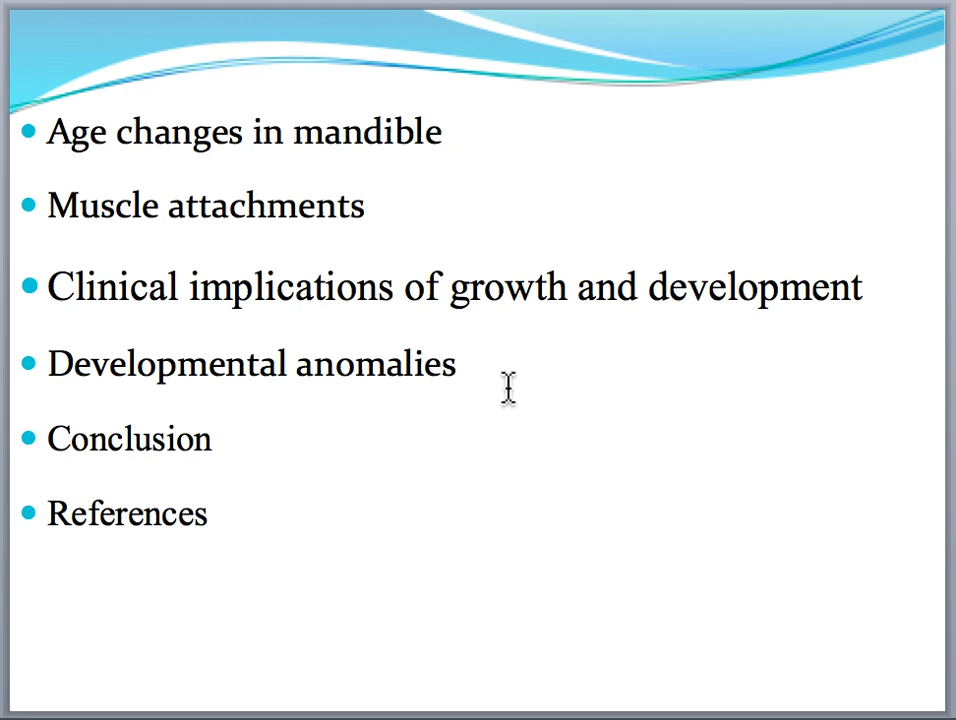 Age changes in mandible
Muscle attachments
Clinical implications of growth and development
Developmental anomalies
Conclusion
References